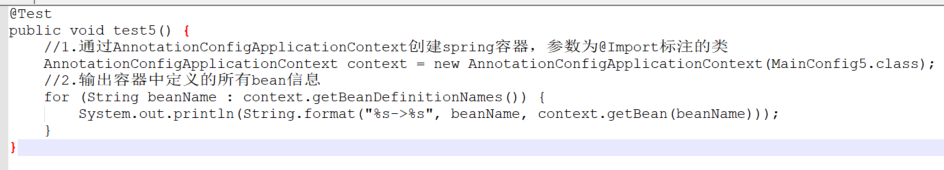 @Test
public void test5() {
    //1.通过AnnotationConfigApplicationContext创建spring容器，参数为@Import标注的类
    AnnotationConfigApplicationContext context = new AnnotationConfigApplicationContext(MainConfig5.class);
    //2.输出容器中定义的所有bean信息
    for (String beanName : context.getBeanDefinitionNames()) {
        System.out.println(String.format("%s->%s", beanName, context.getBean(beanName)));
    }
}